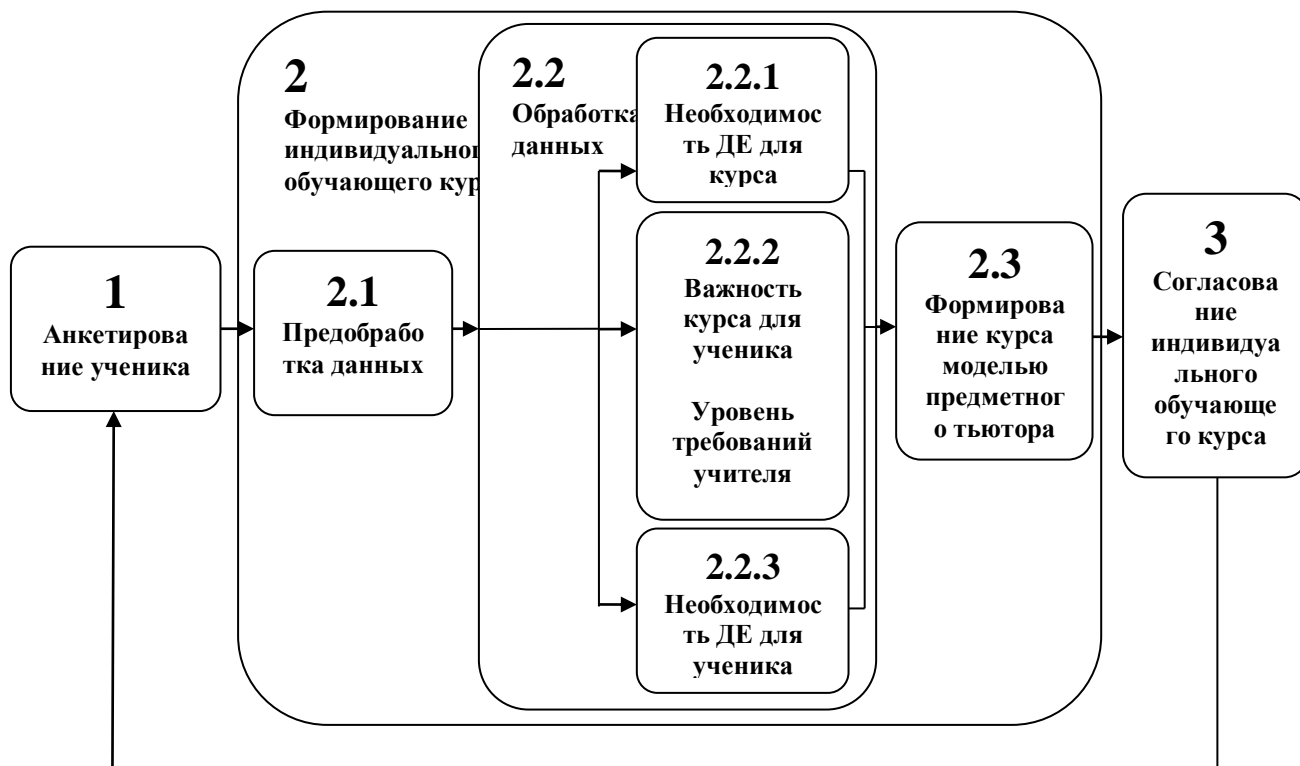 2
Формирование
индивидуальног
обучающего кур
2.2
Обработка
данных
2.2.1
Необходимос
ть ДЕ для
курса
1
Анкетирова
ние ученика
2.1
Предобрабо
тка данных
2.2.2
Важность
курса для
ученика
Уровень
требований
учителя
2.2.3
Необходимос
ть ДЕ для
ученика
2.3
Формирова
ние курса
моделью
предметног
о тьютора
3
Согласова
ние
индивидуа
льного
обучающе
го курса